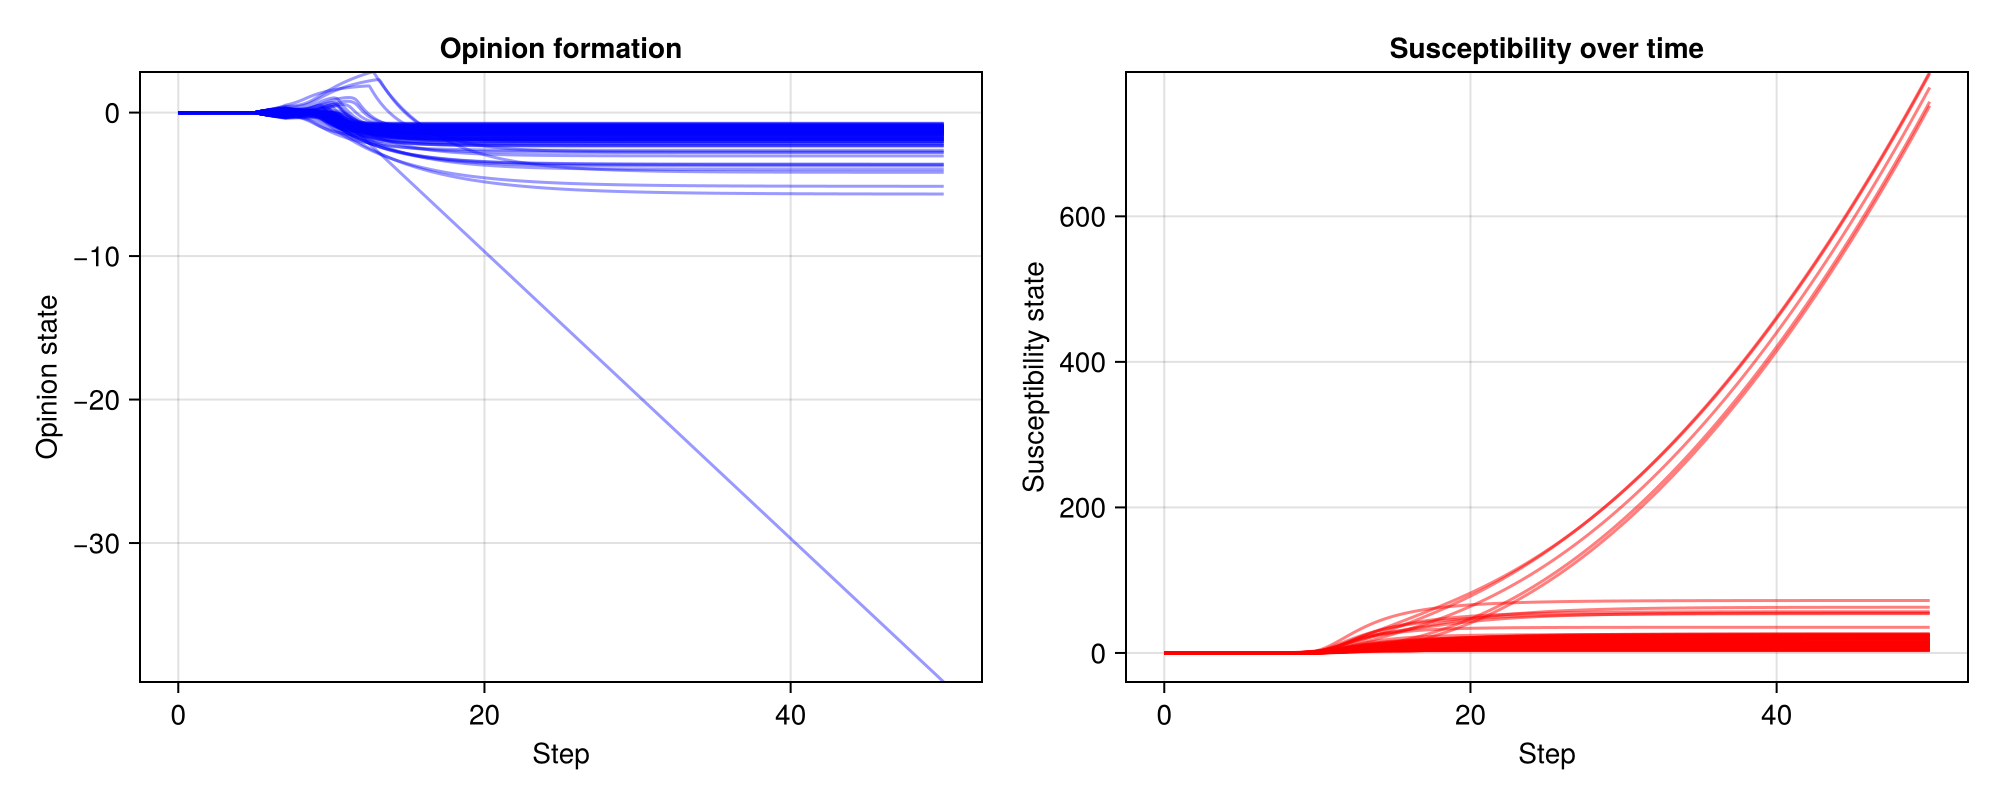 Opinion formation
Opinion state
0
−10
−20
−30
0
20
40
Step
Susceptibility over time
Susceptibility state
600
400
200
0
0
20
40
Step